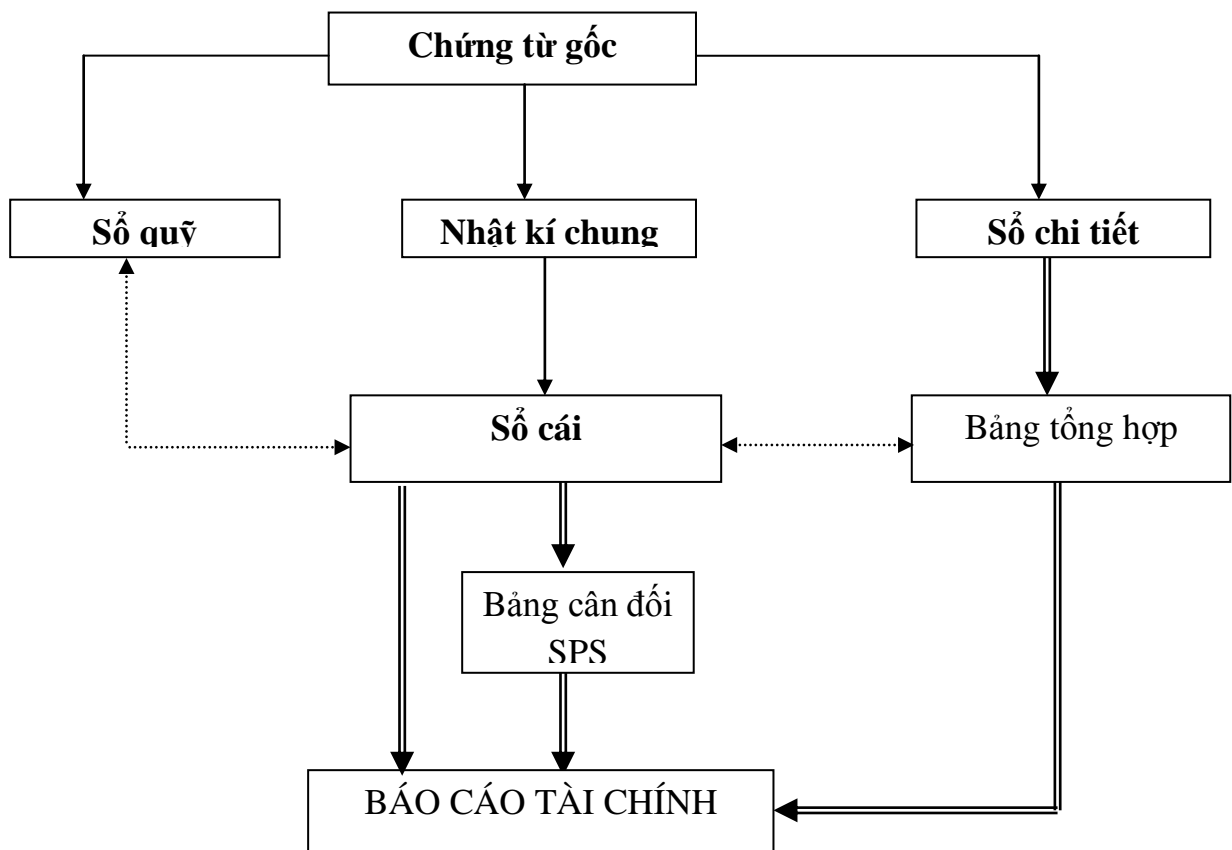 Chứng từ gốc
Sổ quỹ
Nhật kí chung
Sổ chi tiết
Sổ cái
Bảng tổng hợp
Bảng cân đối
SPS
BÁO CÁO TÀI CHÍNH